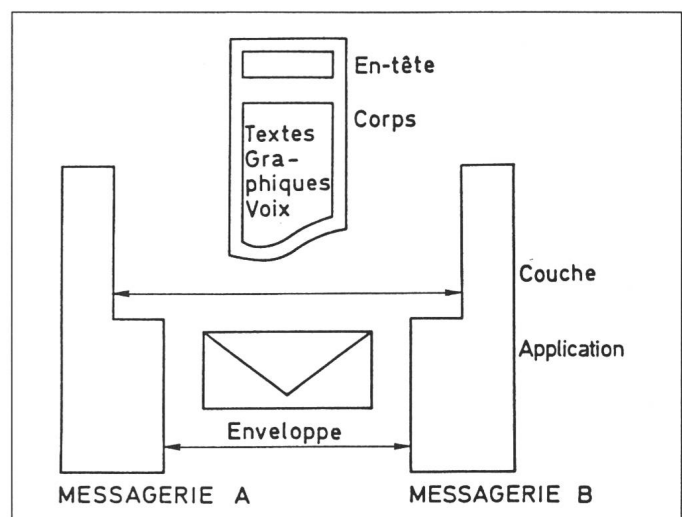 En-tête
Corps
Textes
Gra-
phiques
Voix
Couche
Application
Enveloppe
MESSAGERIE A
MESSAGERIE B